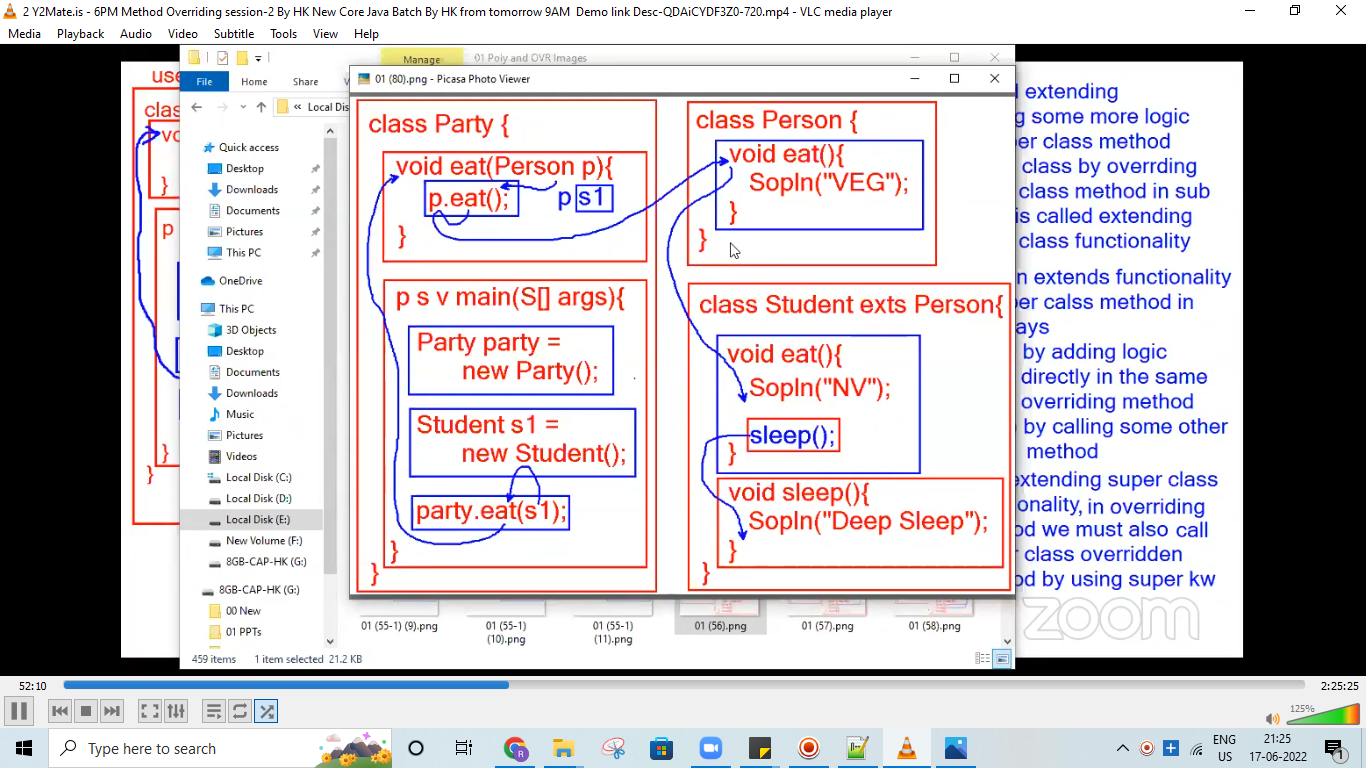 2 Y2Mate.is - 6PM Method Overriding session-2 By HK New Core Java Batch By HK from tomorrow 9AM  Demo link Desc-QDAiCYDF3Z0-720.mp4 - VLC media player
Media Playback Audio Video Subtitle Tools View Help
Manage 01 Poly and OVR Images
File Home Share
01 (80).png - Picasa Photo Viewer
« Local Dis
Quick access
Desktop
Downloads
Documents
Pictures
This PC
OneDrive
This PC
3D Objects
Desktop
Documents
Downloads
Music
Pictures
Videos
Local Disk (C:)
Local Disk (D:)
Local Disk (E:)
New Volume (F:)
8GB-CAP-HK (G:)
8GB-CAP-HK (G:)
00 New
01 PPTs
459 items 1 item selected 21.2 KB
use
clas
vo
}
p
}
}
class Party {
void eat(Person p){
p.eat(); p s1
}
p s v main(S[] args){
Party party =
new Party();
Student s1 =
new Student();
party.eat(s1);
}
}
class Person {
void eat(){
Sopln("VEG");
}
}
class Student exts Person{
void eat(){
Sopln("NV");
sleep();
}
void sleep(){
Sopln("Deep Sleep");
}
}
01 (55-1) (9).png
01 (55-1) (10).png
01 (55-1) (11).png
01 (56).png
01 (57).png
01 (58).png
d extending
g some more logic
per class method
class by overrding
class method in sub
is called extending
class functionality
n extends functionality
per calss method in
ays
by adding logic
directly in the same
overriding method
by calling some other
method
extending super class
onality, in overriding
od we must also call
r class overridden
od by using super kw
zoom
52:10
2:25:25
125%
Type here to search
ENG
US
21:25
17-06-2022
1